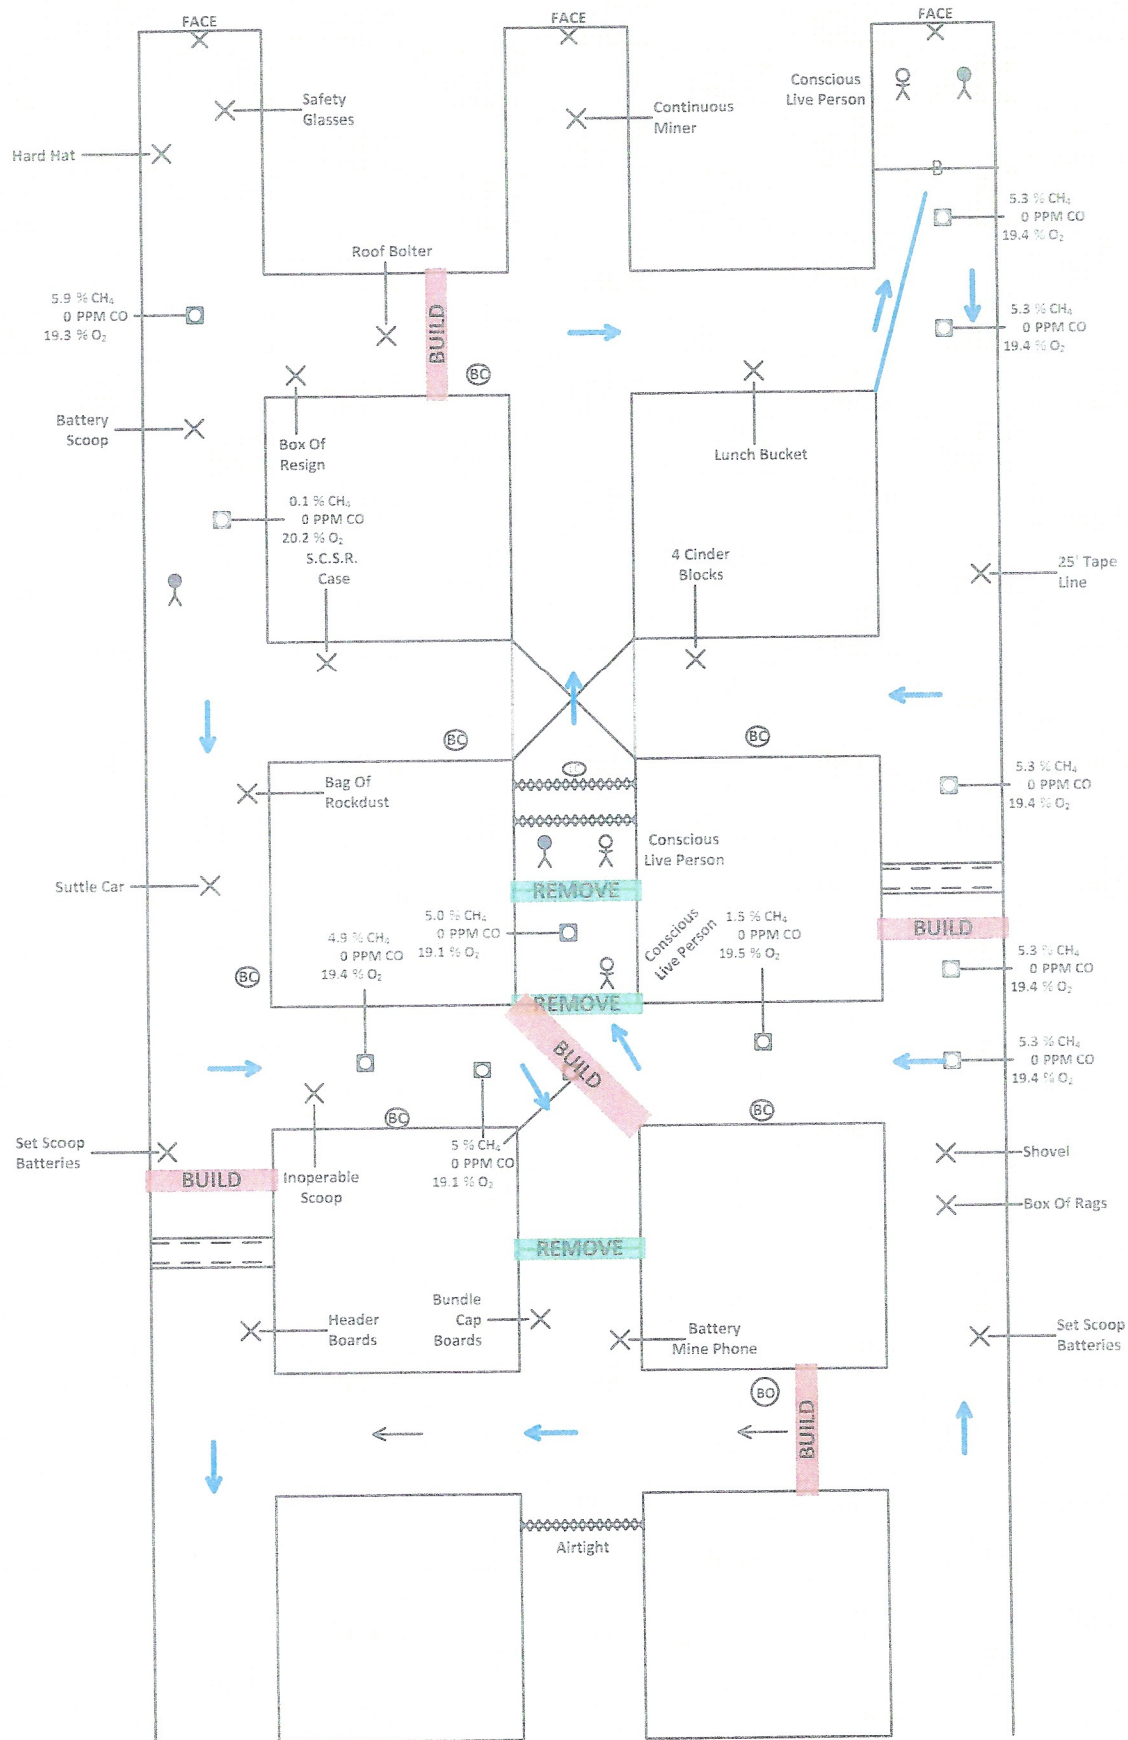 FACE
FACE
FACE
Safety
Glasses
Hard Hat
Continuous
Miner
Conscious
Live Person
B
5.3 % CH₄
0 PPM CO
19.4 % O₂
Roof Bolter
BUILD
5.9 % CH₄
0 PPM CO
19.3 % O₂
5.3 % CH₄
0 PPM CO
19.4 % O₂
BC
Battery
Scoop
Box Of
Resign
Lunch Bucket
0.1 % CH₄
0 PPM CO
20.2 % O₂
S.C.S.R.
Case
4 Cinder
Blocks
25' Tape
Line
BC
BC
Bag Of
Rockdust
5.3 % CH₄
0 PPM CO
19.4 % O₂
Conscious
Live Person
Suttle Car
REMOVE
5.0 % CH₄
0 PPM CO
19.1 % O₂
Conscious
Live Person
1.5 % CH₄
0 PPM CO
19.5 % O₂
BUILD
4.9 % CH₄
0 PPM CO
19.4 % O₂
BC
5.3 % CH₄
0 PPM CO
19.4 % O₂
REMOVE
BUILD
5.3 % CH₄
0 PPM CO
19.4 % O₂
BC
BC
Set Scoop
Batteries
5 % CH₄
0 PPM CO
19.1 % O₂
Shovel
BUILD
Inoperable
Scoop
Box Of Rags
REMOVE
Header
Boards
Bundle
Cap
Boards
Battery
Mine Phone
Set Scoop
Batteries
BO
BUILD
Airtight